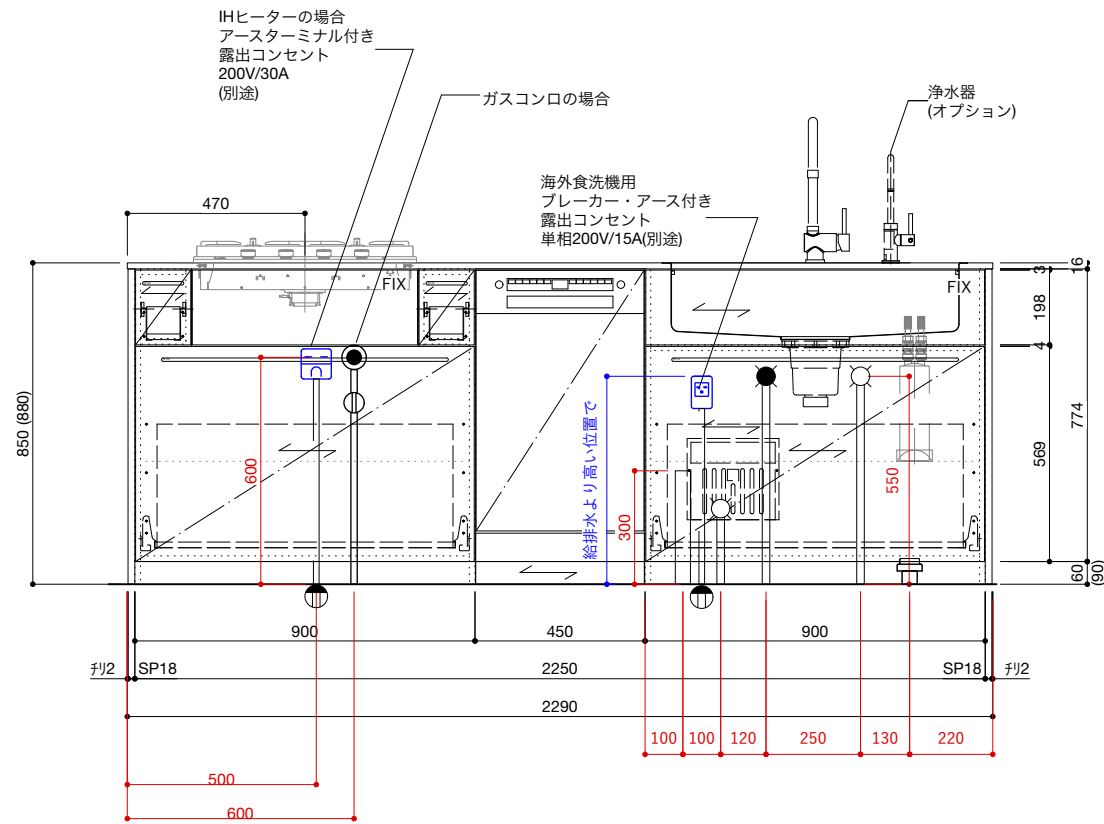 IHヒーターの場合
アースターミナル付き
露出コンセント
200V/30A
(別途)
ガスコンロの場合
浄水器
(オプション)
海外食洗機用
ブレーカー・アース付き
露出コンセント
単相200V/15A(別途)
470
FIX
FIX
16
3
198
4
774
569
850 (880)
600
給排水より高い位置で
300
550
60
(90)
900
450
900
チリ2
SP18
2250
SP18
チリ2
2290
100
100
120
250
130
220
500
600